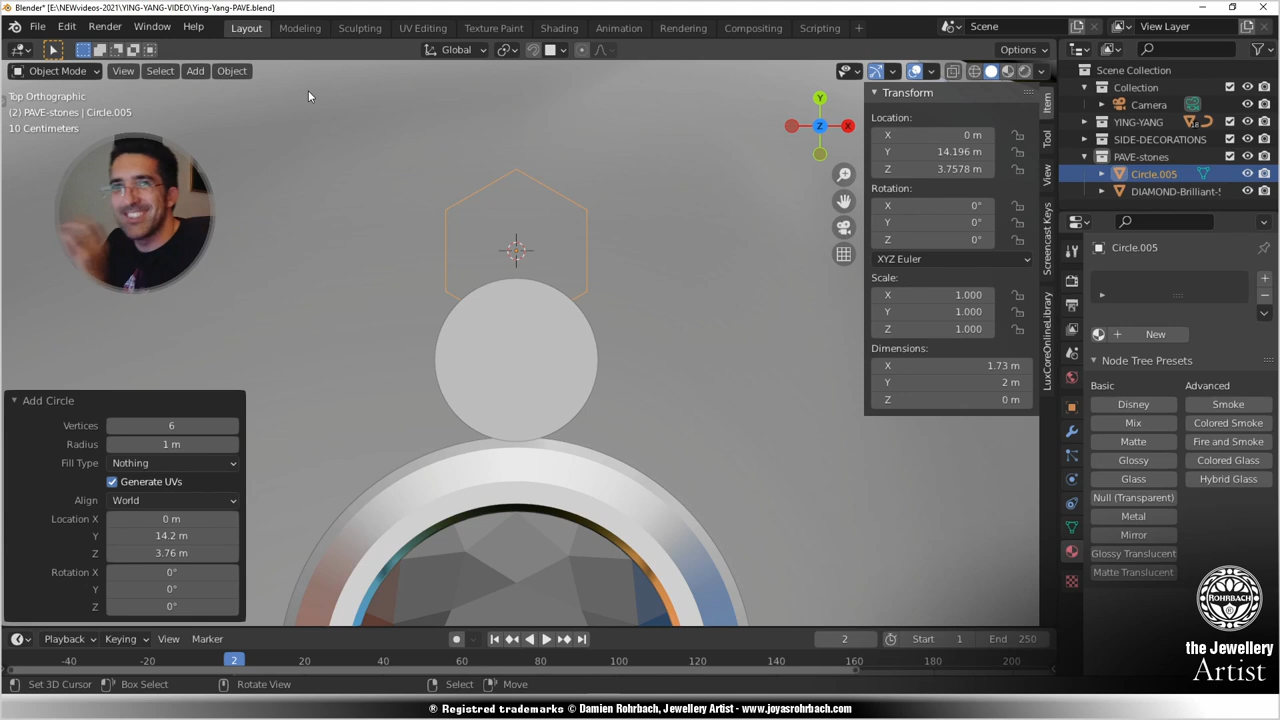 Blender* [E:\NEWvideos-2021\YING-YANG-VIDEO\Ying-Yang-PAVE.blend]
File Edit Render Window Help Layout Modeling Sculpting UV Editing Texture Paint Shading Animation Rendering Compositing Scripting + Scene View Layer
Global Options
Object Mode View Select Add Object
Top Orthographic
(2) PAVE-stones | Circle.005
10 Centimeters
Y
X
Z
Transform
Location:
X 0 m
Y 14.196 m
Z 3.7578 m
Rotation:
X 0°
Y 0°
Z 0°
XYZ Euler
Scale:
X 1.000
Y 1.000
Z 1.000
Dimensions:
X 1.73 m
Y 2 m
Z 0 m
Item
Tool
View
Screencast Keys
LuxCoreOnlineLibrary
Scene Collection
Collection
Camera
YING-YANG
SIDE-DECORATIONS
PAVE-stones
Circle.005
DIAMOND-Brilliant-
Circle.005
+ New
Node Tree Presets
Basic Advanced
Disney Smoke
Mix Colored Smoke
Matte Fire and Smoke
Glossy Colored Glass
Glass Hybrid Glass
Null (Transparent)
Metal
Mirror
Glossy Translucent
Matte Translucent
Add Circle
Vertices 6
Radius 1 m
Fill Type Nothing
Generate UVs
Align World
Location X 0 m
Y 14.2 m
Z 3.76 m
Rotation X 0°
Y 0°
Z 0°
Playback Keying View Marker 2 Start 1 End 250
-40 -20 2 20 40 60 80 100 120 140 160 180 200
Set 3D Cursor Box Select Rotate View Select Move
ROHRBACH
the Jewellery
Artist
® Registered trademarks © Damien Rohrbach, Jewellery Artist - www.joyasrohrbach.com